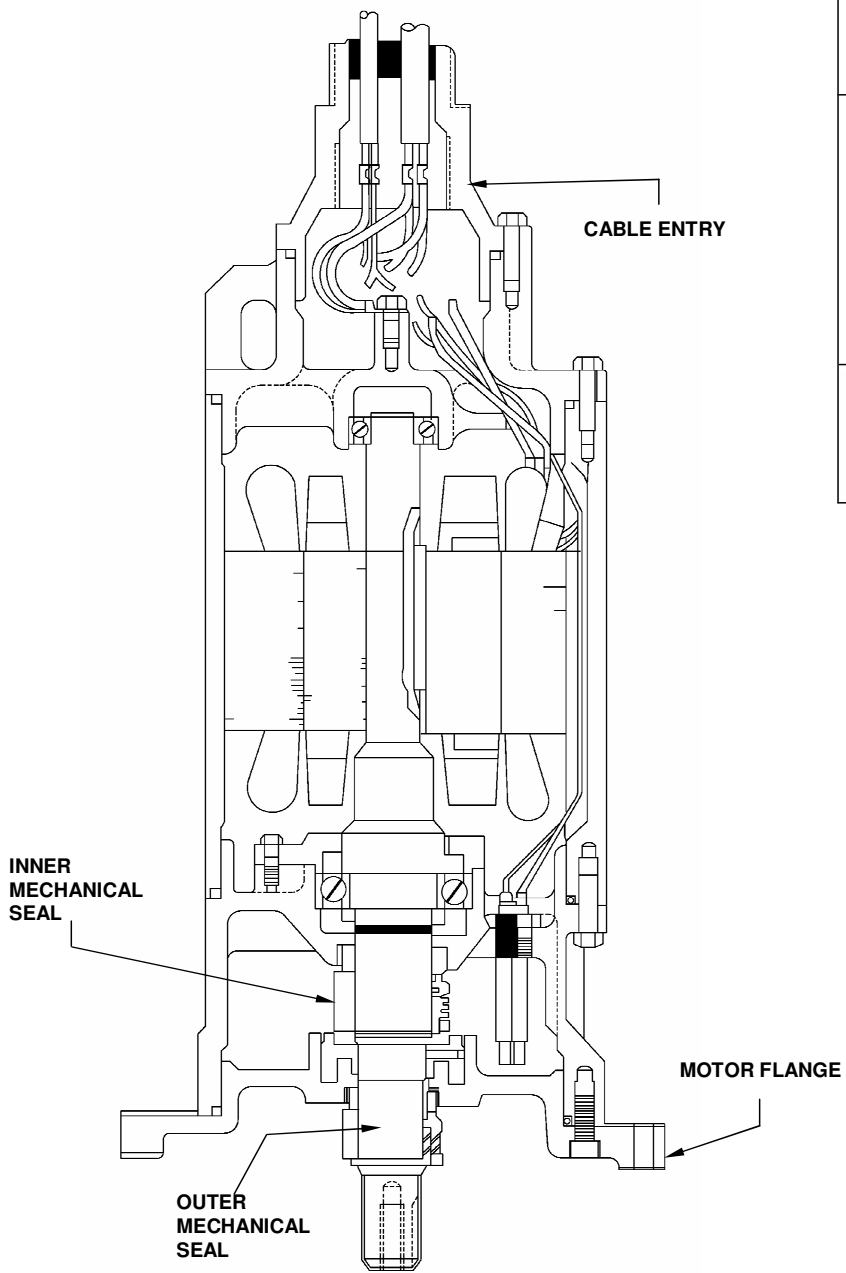 CABLE ENTRY
INNER
MECHANICAL
SEAL
MOTOR FLANGE
OUTER
MECHANICAL
SEAL